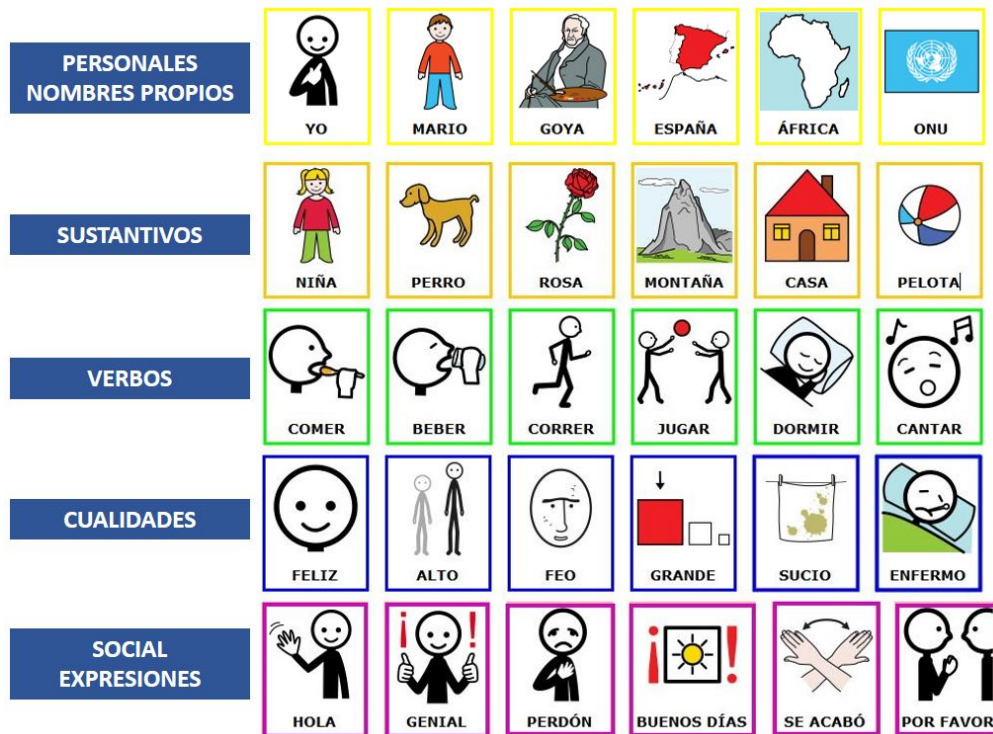 PERSONALES
NOMBRES PROPIOS
YO MARIO GOYA ESPAÑA ÁFRICA ONU
SUSTANTIVOS
NIÑA PERRO ROSA MONTAÑA CASA PELOTA
VERBOS
COMER BEBER CORRER JUGAR DORMIR CANTAR
CUALIDADES
FELIZ ALTO FEO GRANDE SUCIO ENFERMO
SOCIAL
EXPRESIONES
HOLA GENIAL PERDÓN BUENOS DÍAS SE ACABÓ POR FAVOR